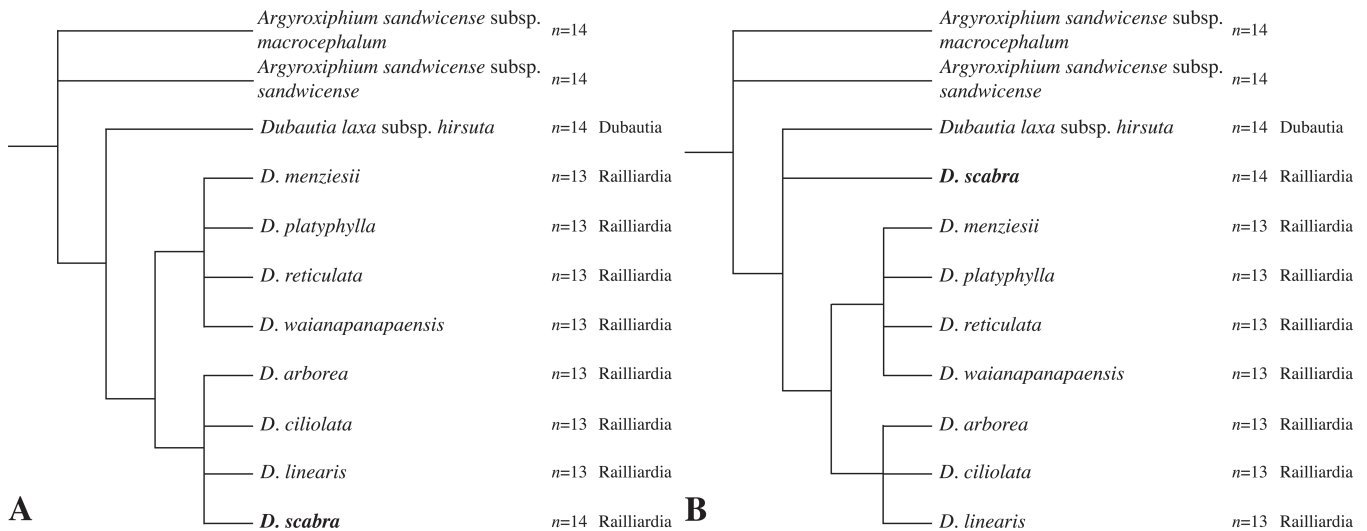 Argyroxiphium sandwicense subsp. n=14
macrocephalum
Argyroxiphium sandwicense subsp. n=14
sandwicense
Dubautia laxa subsp. hirsuta n=14 Dubautia
D. menziesii n=13 Railliardia
D. platyphylla n=13 Railliardia
D. reticulata n=13 Railliardia
D. waianapanapaensis n=13 Railliardia
D. arborea n=13 Railliardia
D. ciliolata n=13 Railliardia
D. linearis n=13 Railliardia
D. scabra n=14 Railliardia
A
Argyroxiphium sandwicense subsp. n=14
macrocephalum
Argyroxiphium sandwicense subsp. n=14
sandwicense
Dubautia laxa subsp. hirsuta n=14 Dubautia
D. scabra n=14 Railliardia
D. menziesii n=13 Railliardia
D. platyphylla n=13 Railliardia
D. reticulata n=13 Railliardia
D. waianapanapaensis n=13 Railliardia
D. arborea n=13 Railliardia
D. ciliolata n=13 Railliardia
D. linearis n=13 Railliardia
B